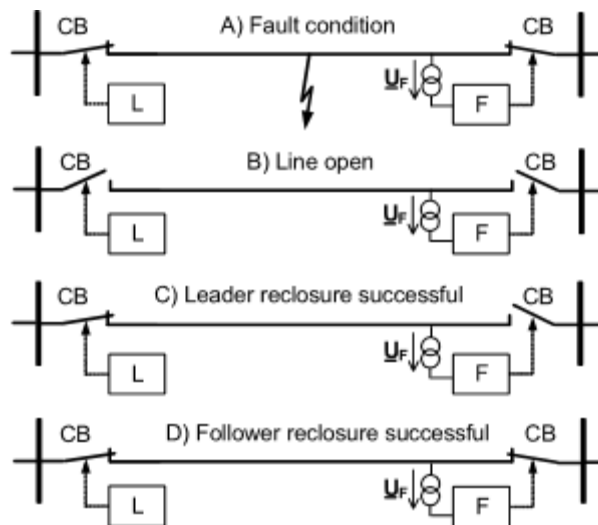 A) Fault condition
CB CB
L U_F F
B) Line open
CB CB
L U_F F
C) Leader reclosure successful
CB CB
L U_F F
D) Follower reclosure successful
CB CB
L U_F F